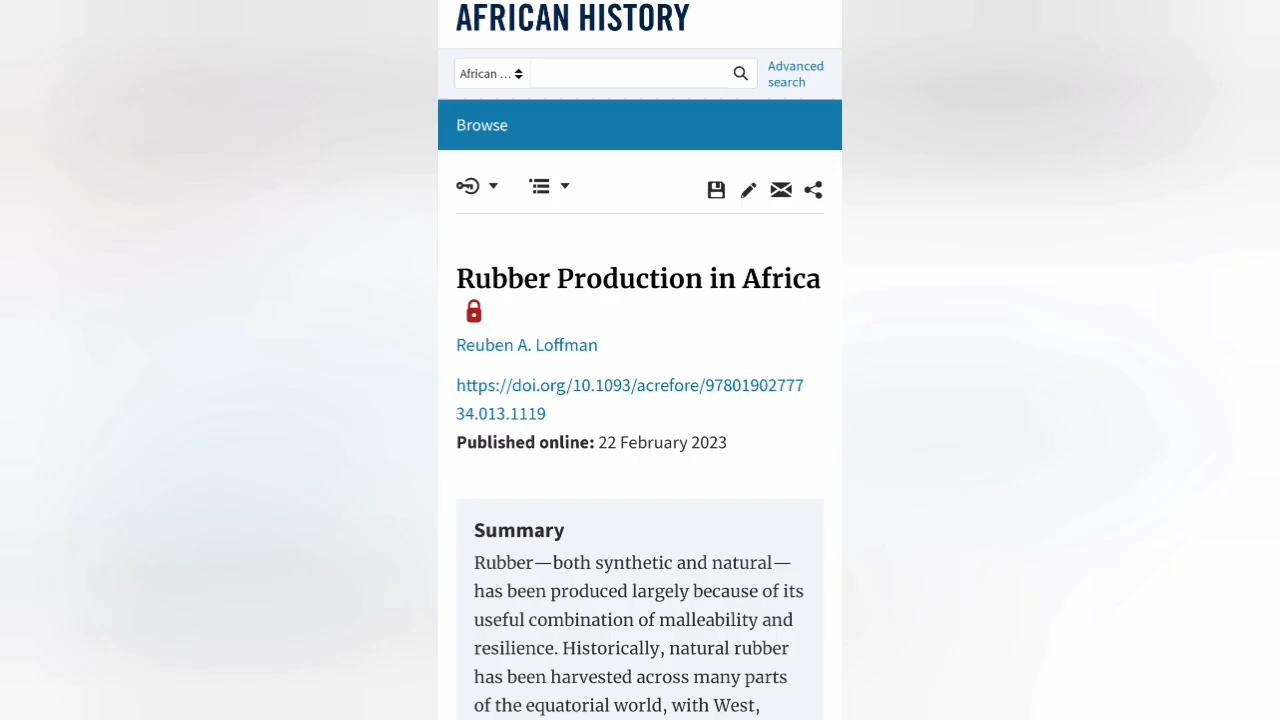 AFRICAN HISTORY
African ...
Advanced
search
Browse
Rubber Production in Africa
Reuben A. Loffman
https://doi.org/10.1093/acrefore/97801902777
34.013.1119
Published online: 22 February 2023
Summary
Rubber—both synthetic and natural—
has been produced largely because of its
useful combination of malleability and
resilience. Historically, natural rubber
has been harvested across many parts
of the equatorial world, with West,